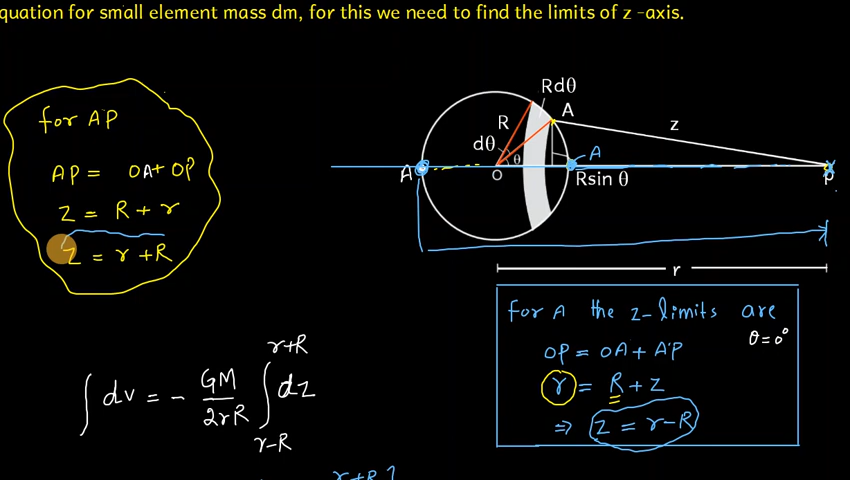 quation for small element mass dm, for this we need to find the limits of z -axis.
for AP
AP = OA + OP
Z = R + r
Z = r + R
Rdθ
A
R
z
dθ
θ
A
A
O
Rsin θ
P
r
for A the z-limits are
θ=0°
OP = OA + AP
r = R + z
⇒ z = r-R
∫ dv = - GM/2rR ∫ dz
r+R
r-R
r+R